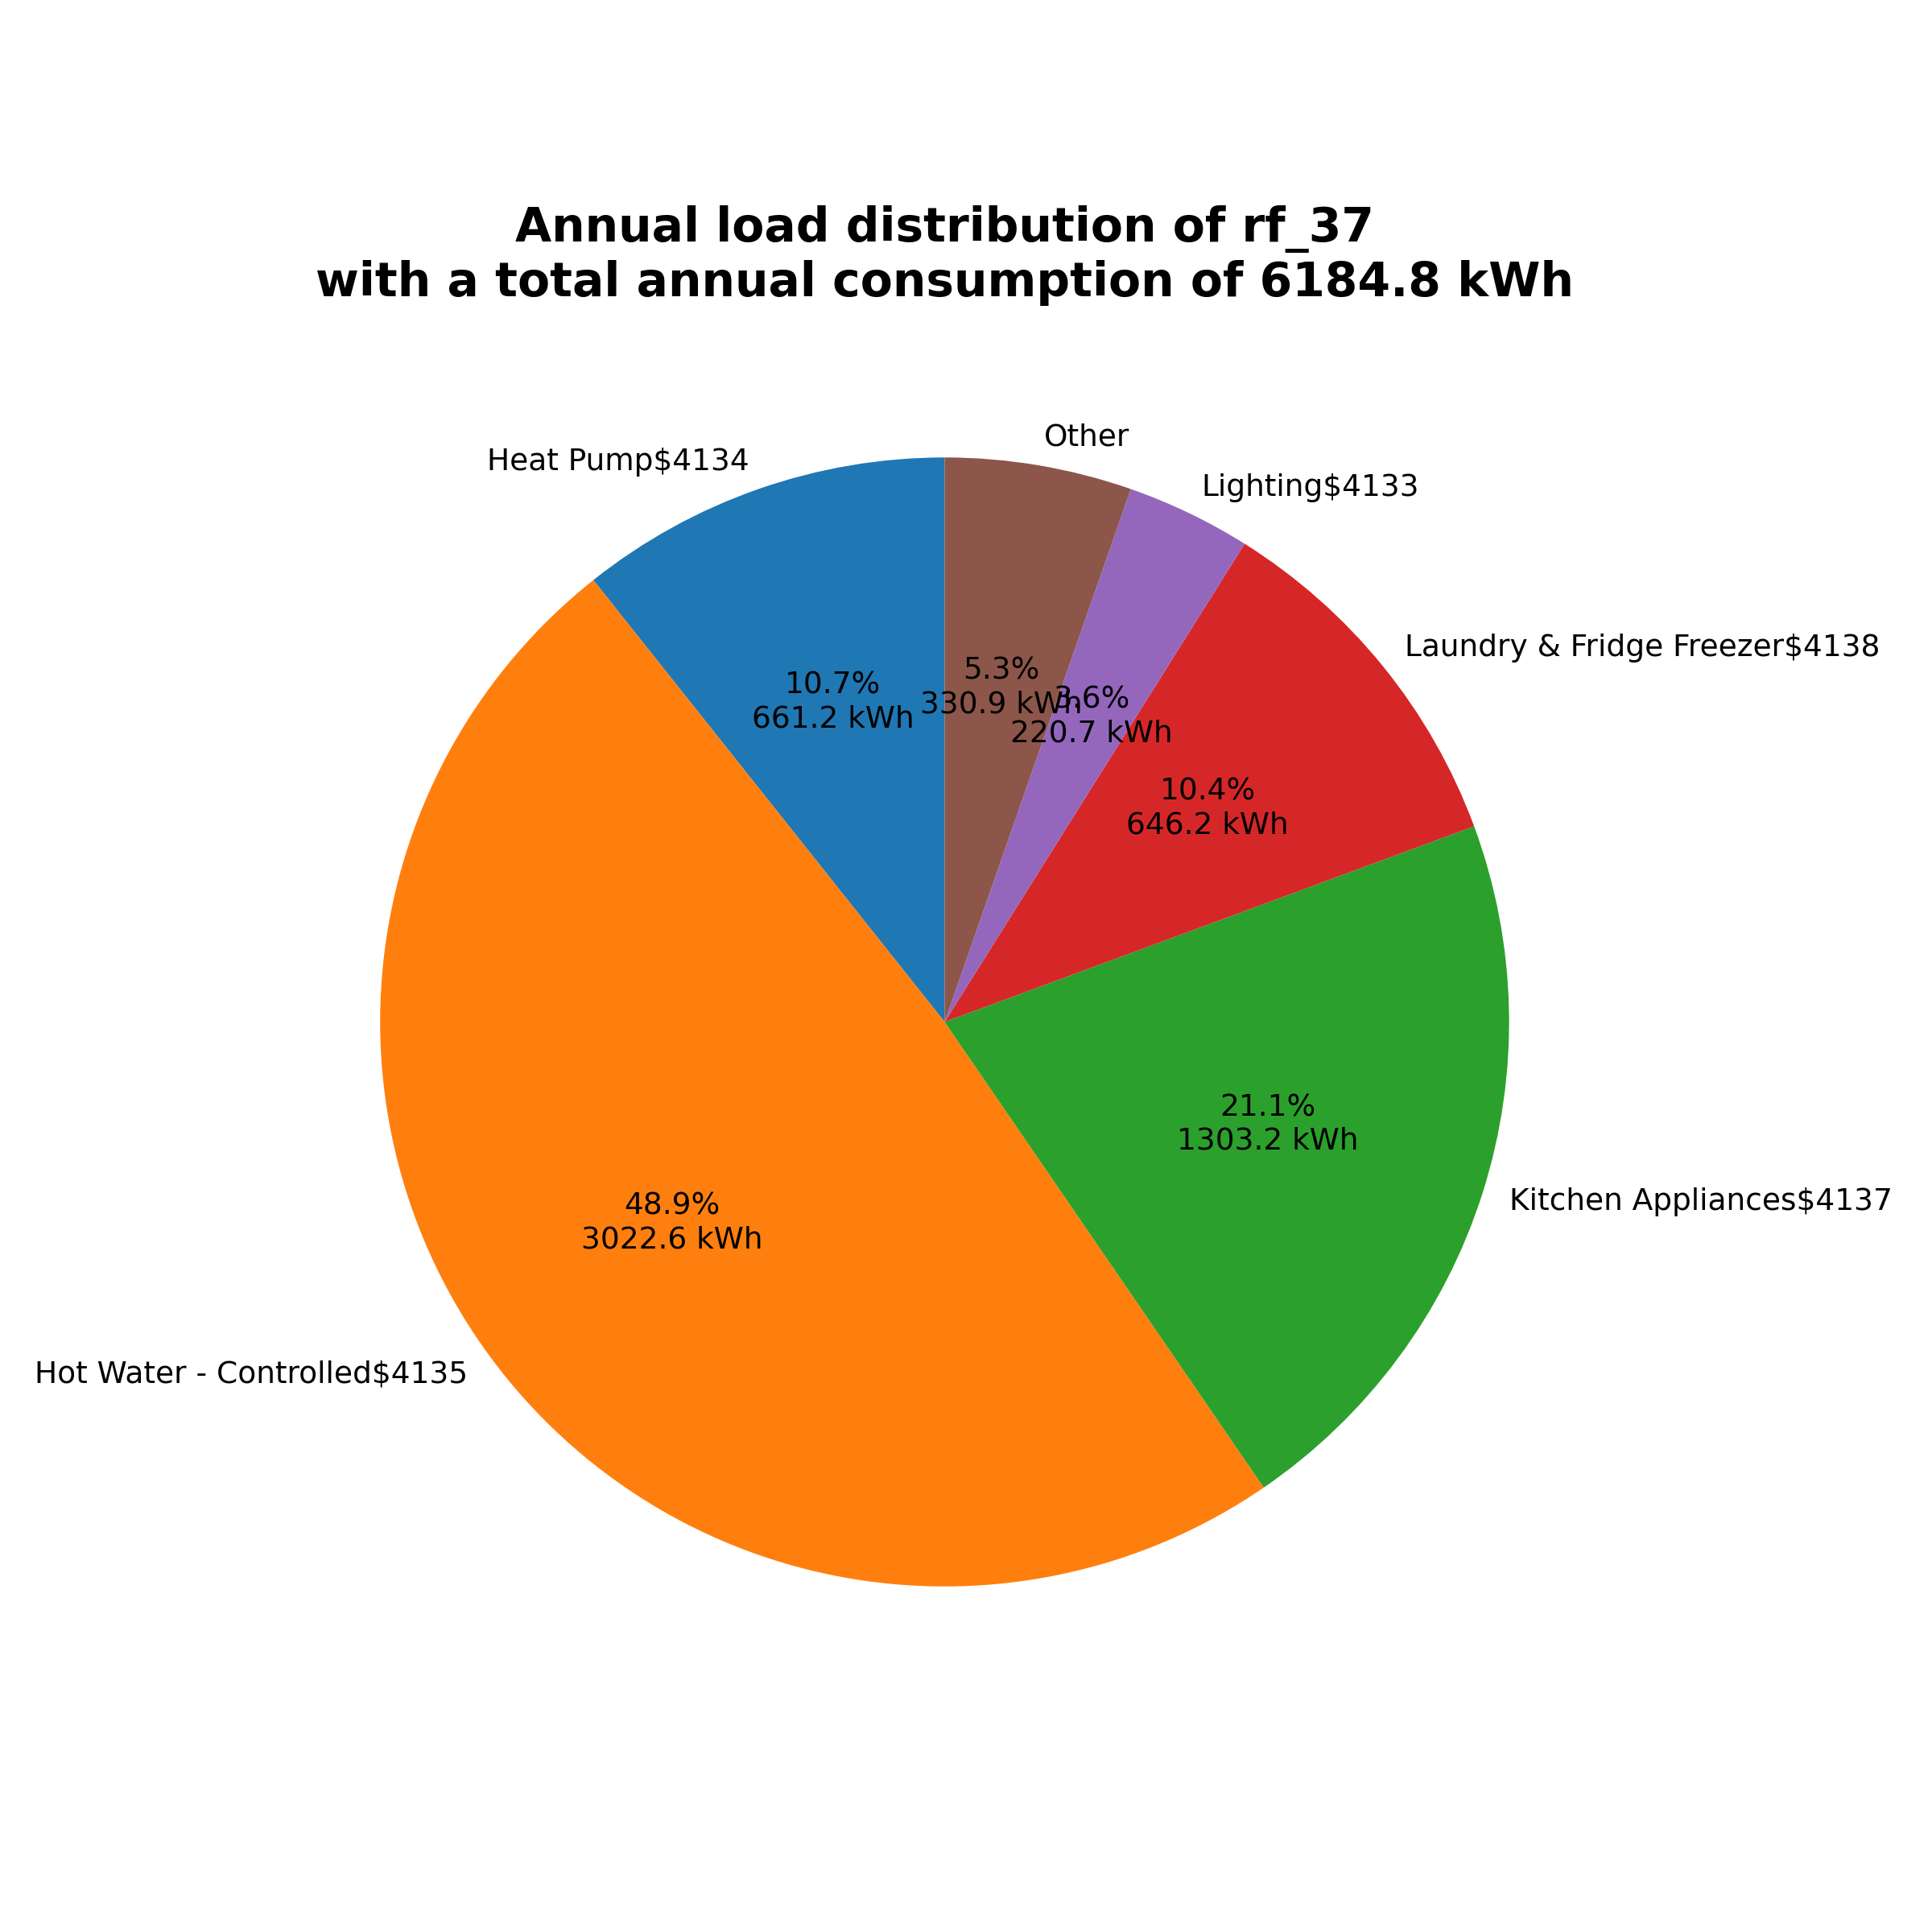 Annual load distribution of rf_37
with a total annual consumption of 6184.8 kWh
Other
Heat Pump$4134
Lighting$4133
Laundry & Fridge Freezer$4138
5.3%
330.9 kWh
10.7%
661.2 kWh
3.6%
220.7 kWh
10.4%
646.2 kWh
21.1%
1303.2 kWh
Kitchen Appliances$4137
48.9%
3022.6 kWh
Hot Water - Controlled$4135